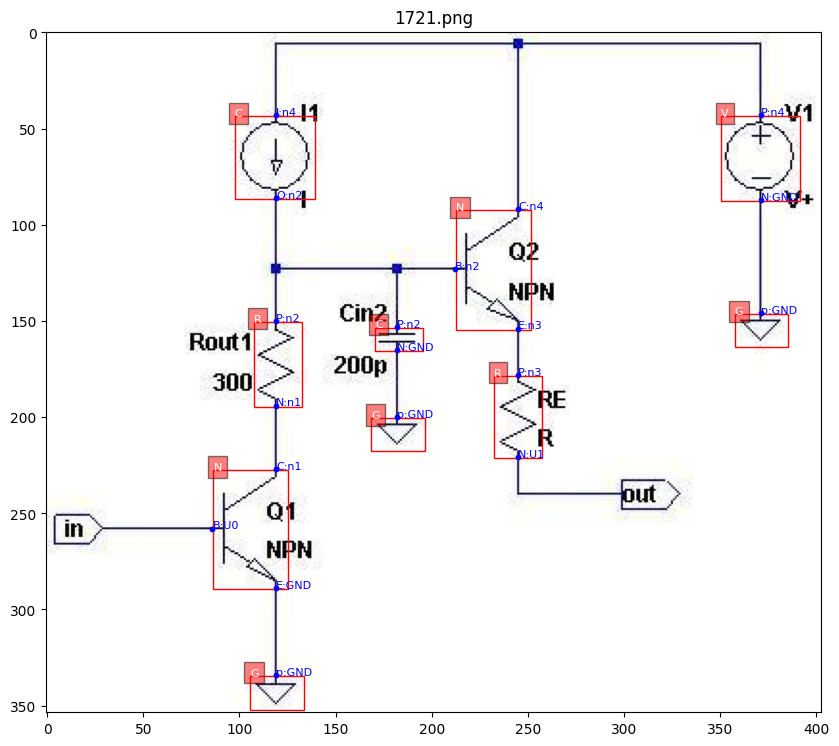 1721.png
0
50
100
150
200
250
300
350
0
50
100
150
200
250
300
350
400
C
I:n4
I1
O:n2
I
V
P:n4
V1
N:GND
V+
N
C:n4
B:n2
Q2
NPN
E:n3
G
p:GND
R
P:n2
Rout1
300
N:n1
Cin2
C
P:n2
N:GND
200p
G
p:GND
R
P:n3
RE
R
N:U1
out
N
C:n1
in
B:U0
Q1
NPN
E:GND
G
p:GND